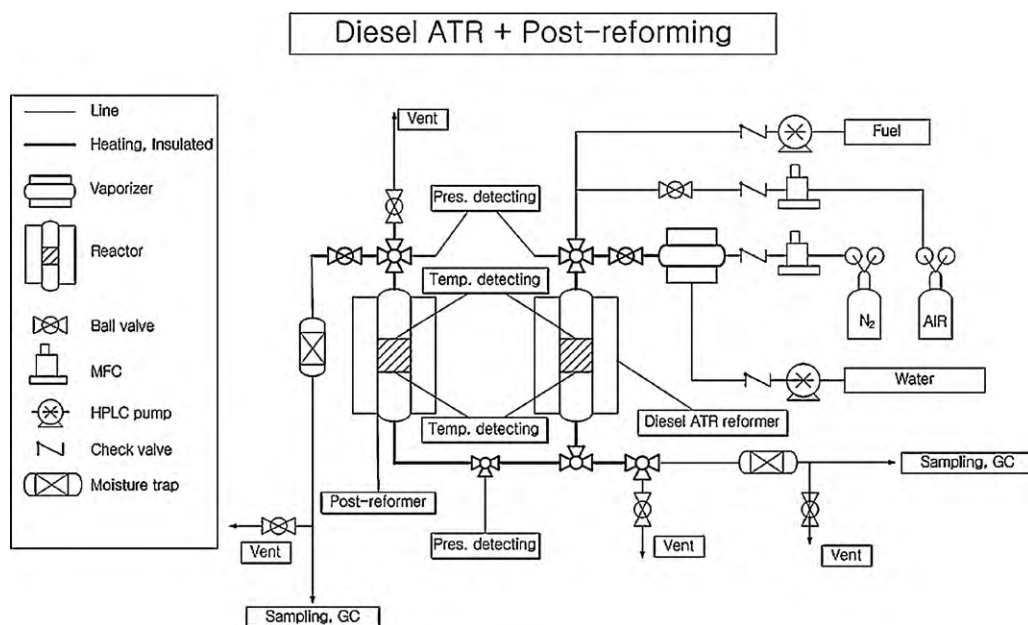 Diesel ATR + Post-reforming
Line
Heating, Insulated
Vaporizer
Reactor
Ball valve
MFC
HPLC pump
Check valve
Moisture trap
Vent
Pres. detecting
Temp. detecting
Temp. detecting
Fuel
N2
AIR
Water
Diesel ATR reformer
Post-reformer
Pres. detecting
Sampling, GC
Vent
Vent
Vent
Sampling, GC